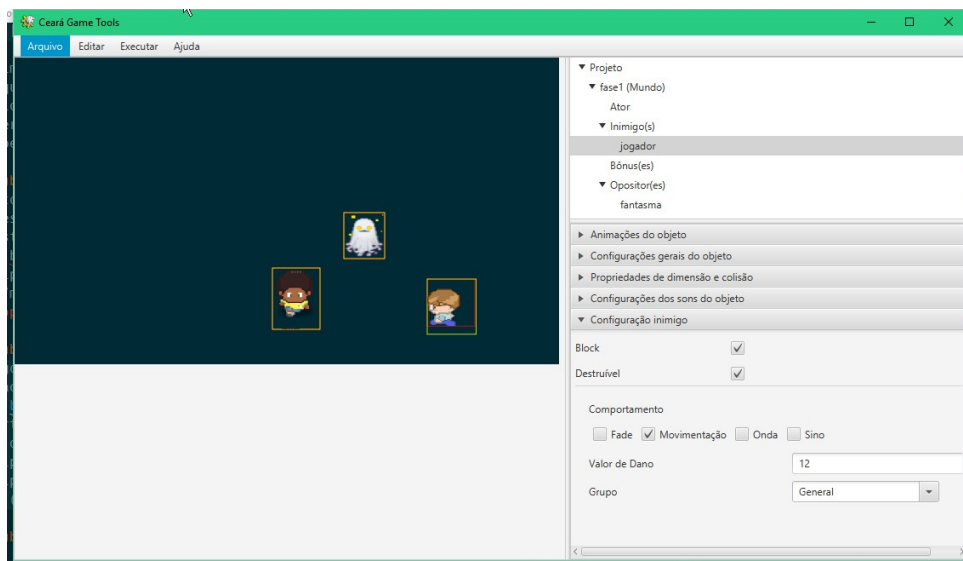 Ceará Game Tools
Arquivo Editar Executar Ajuda
Projeto
fase1 (Mundo)
Ator
Inimigo(s)
jogador
Bônus(es)
Opositor(es)
fantasma
Animações do objeto
Configurações gerais do objeto
Propriedades de dimensão e colisão
Configurações dos sons do objeto
Configuração inimigo
Block
Destruível
Comportamento
Fade Movimentação Onda Sino
Valor de Dano 12
Grupo General